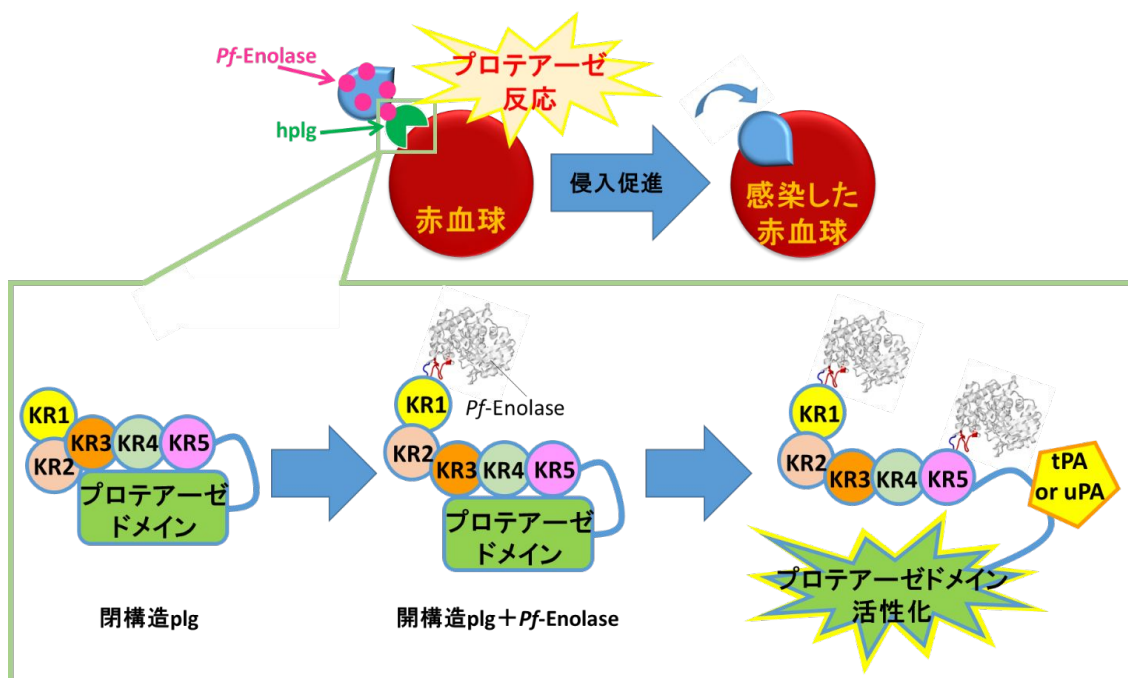 Pf-Enolase
hplg
プロテアーゼ
反応
赤血球
侵入促進
感染した
赤血球
KR1
KR2
KR3
KR4
KR5
プロテアーゼ
ドメイン
閉構造plg
Pf-Enolase
KR1
KR2
KR3
KR4
KR5
プロテアーゼ
ドメイン
開構造plg＋Pf-Enolase
KR1
KR2
KR3
KR4
KR5
tPA
or uPA
プロテアーゼドメイン
活性化